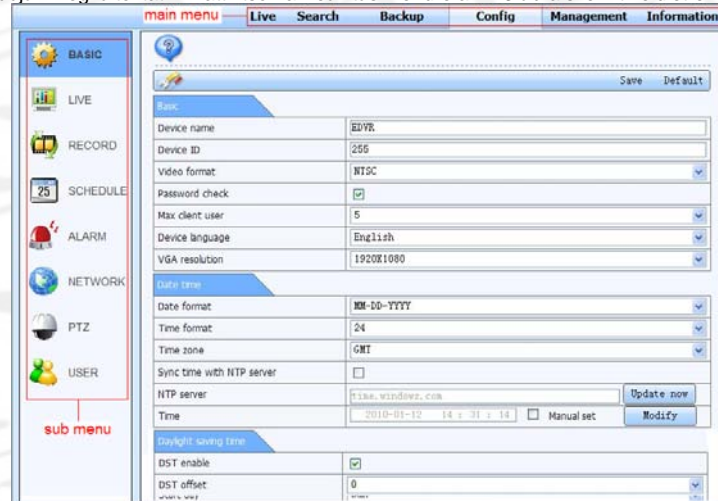 main menu Live Search Backup Config Management Information
BASIC
LIVE
RECORD
25 SCHEDULE
ALARM
NETWORK
PTZ
USER
sub menu
Save Default
Basic
Device name EDVR
Device ID 255
Video format NTSC
Password check
Max client user 5
Device language English
VGA resolution 1920X1080
Date time
Date format MM-DD-YYYY
Time format 24
Time zone GMT
Sync time with NTP server
NTP server time.windows.com Update now
Time 2010-01-12 14 : 31 : 14 Manual set Modify
Daylight saving time
DST enable
DST offset 0